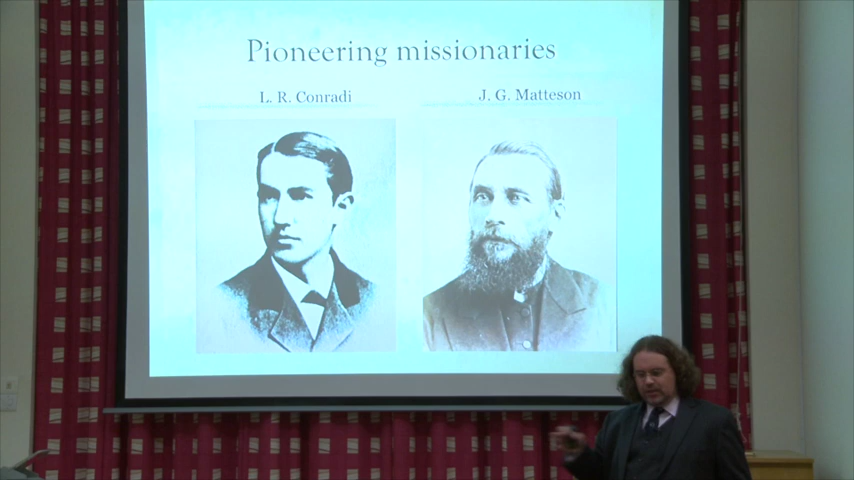 Pioneering missionaries
L. R. Conradi
J. G. Matteson